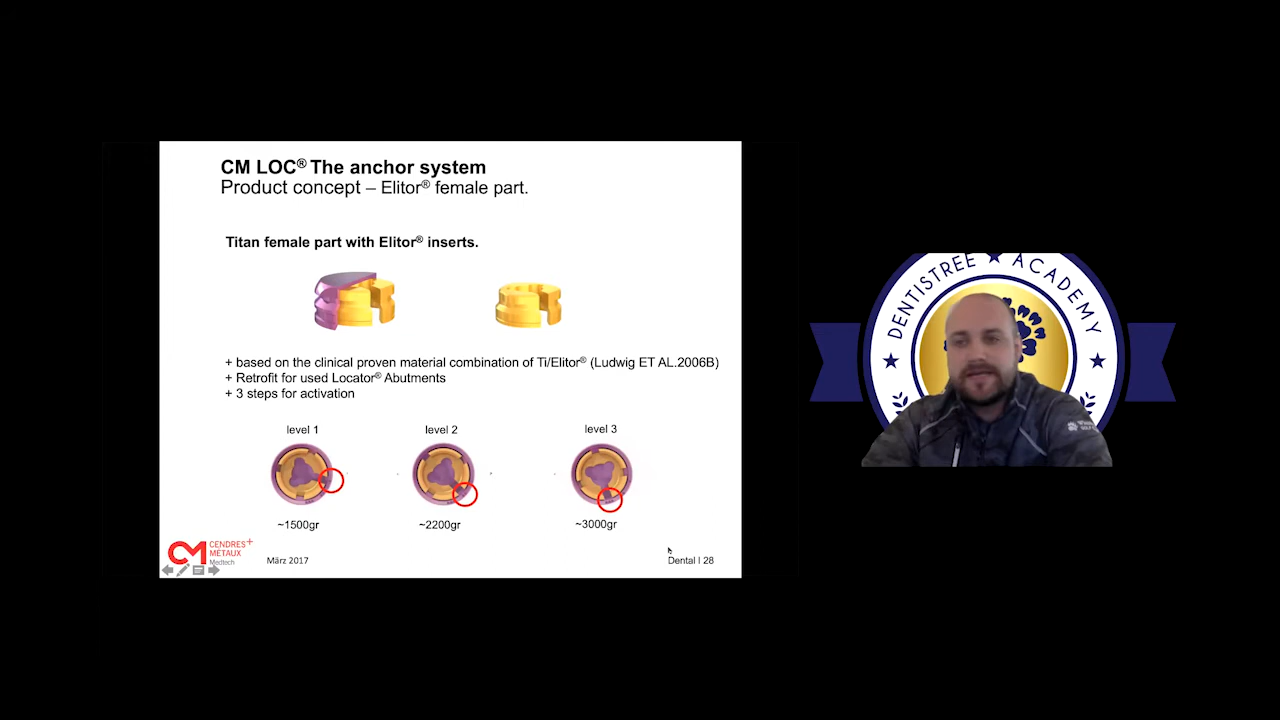 CM LOC® The anchor system
Product concept – Elitor® female part.
Titan female part with Elitor® inserts.
+ based on the clinical proven material combination of Ti/Elitor® (Ludwig ET AL.2006B)
+ Retrofit for used Locator® Abutments
+ 3 steps for activation
level 1
level 2
level 3
~1500gr
~2200gr
~3000gr
CM CENDRES+
MÉTAUX
Medtech
März 2017
Dental I 28
DENTISTREE ★ ACADEMY